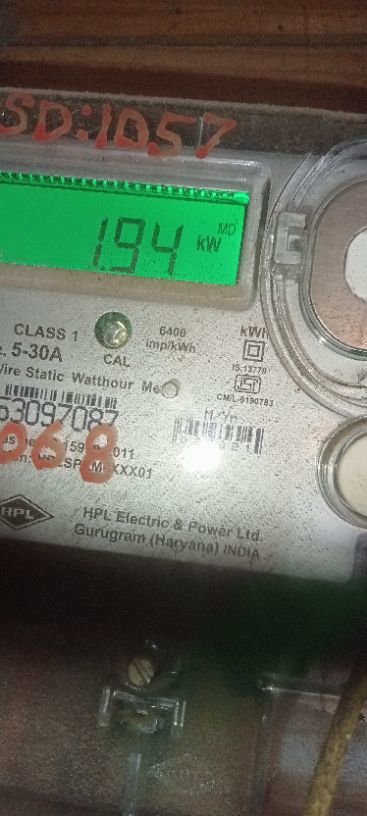 SD:1057
MD
1.94 kW
CLASS 1
6400 imp/kWh
kWh
5-30A
CAL
IS.13779
Wire Static Watthour
CM/L-9190783
53097087
068
HPL
HPL Electric & Power Ltd.
Gurugram (Haryana) INDIA